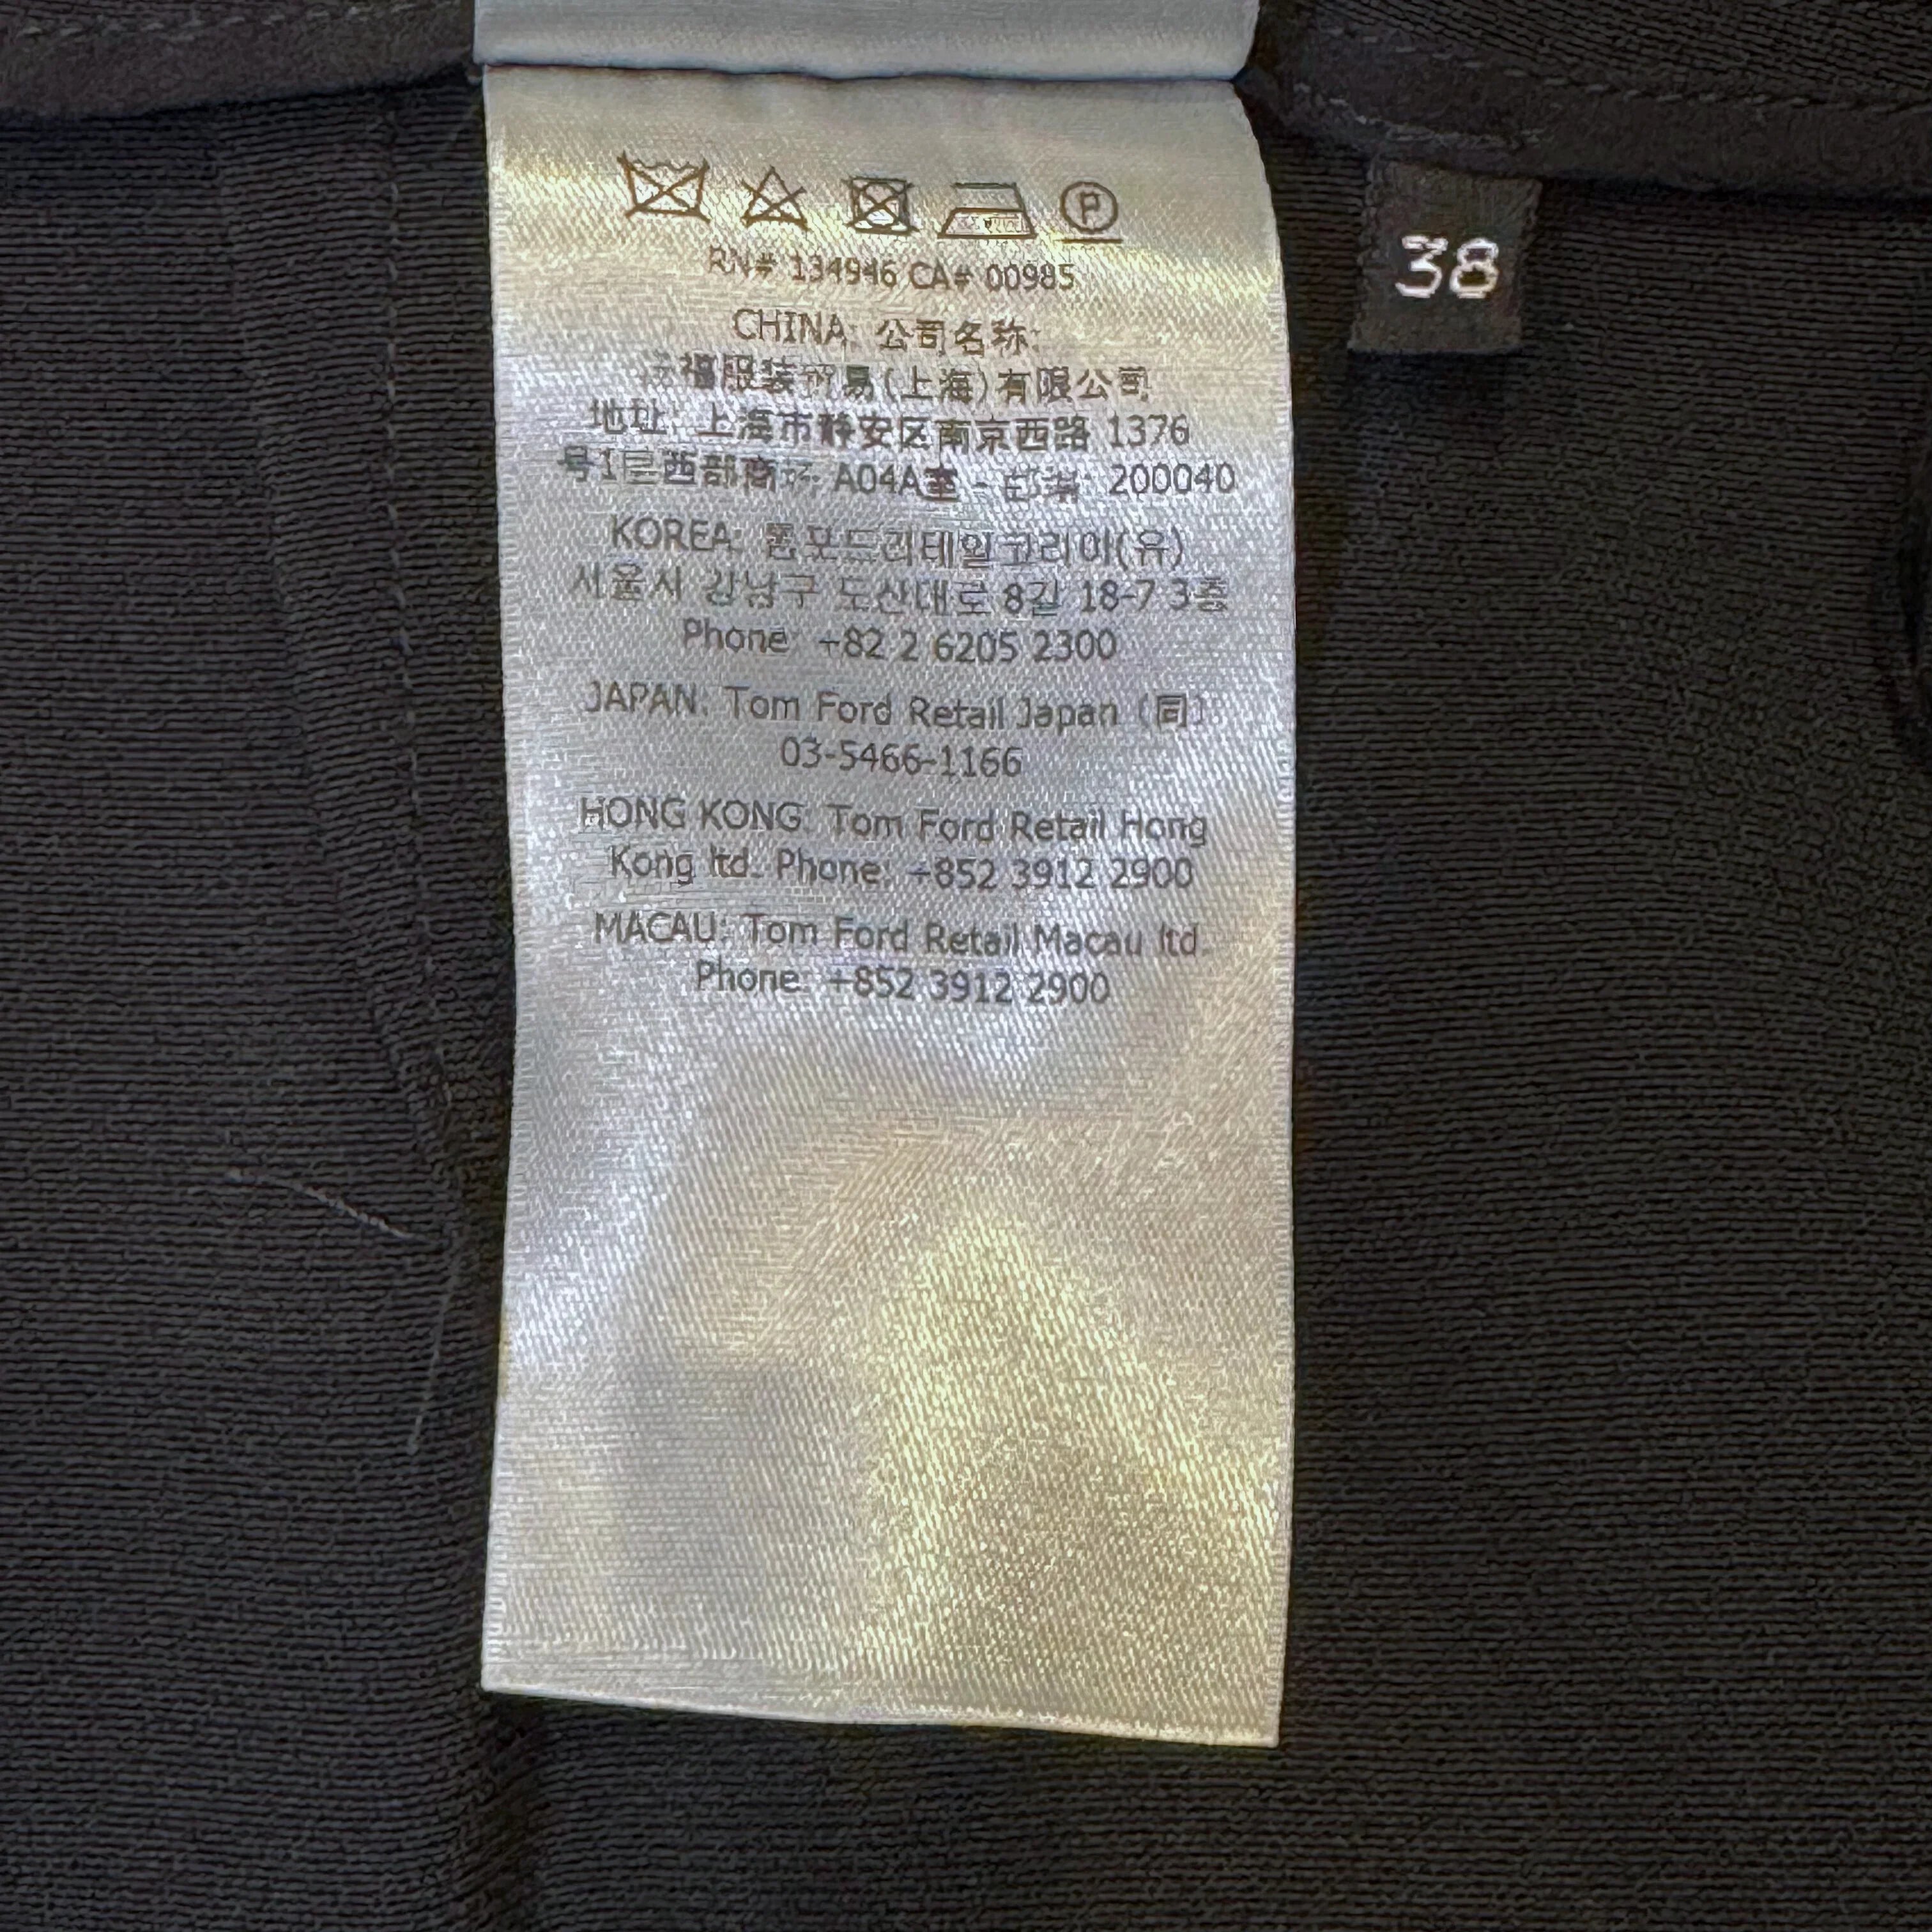 P
RN# 134946 CA# 00985
CHINA: 公司名称:
福服装贸易(上海)有限公司
地址: 上海市静安区南京西路 1376
号1层西部商场 A04A室 - 邮编: 200040
KOREA: 톰포드리테일코리아(유)
서울시 강남구 도산대로 8길 18-7 3층
Phone: +82 2 6205 2300
JAPAN: Tom Ford Retail Japan (同)
03-5466-1166
HONG KONG: Tom Ford Retail Hong
Kong ltd. Phone: +852 3912 2900
MACAU: Tom Ford Retail Macau ltd.
Phone: +852 3912 2900
38